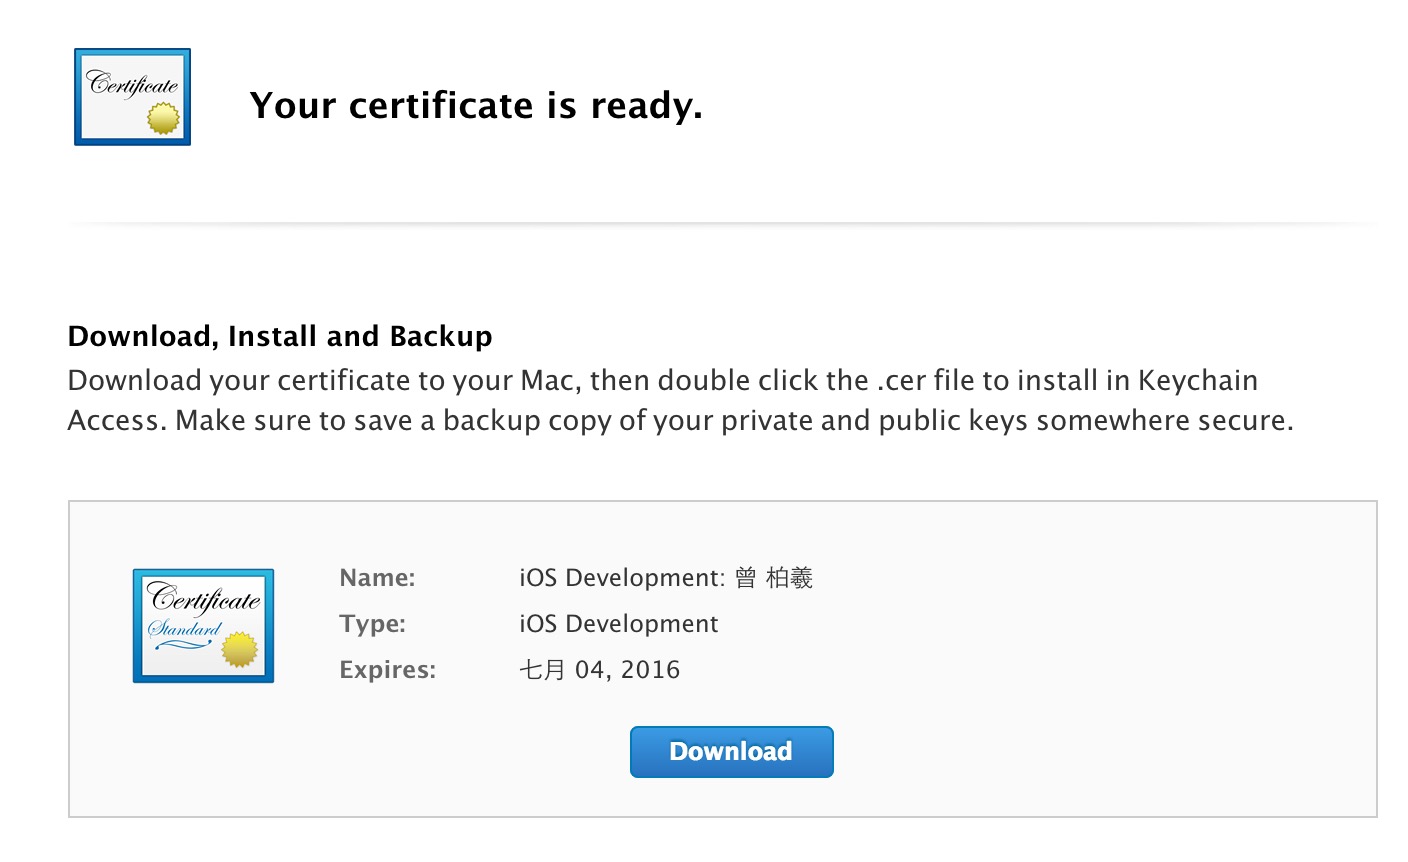 Certificate
Your certificate is ready.
Download, Install and Backup
Download your certificate to your Mac, then double click the .cer file to install in Keychain
Access. Make sure to save a backup copy of your private and public keys somewhere secure.
Certificate
Standard
Name: iOS Development: 曾 柏羲
Type: iOS Development
Expires: 七月 04, 2016
Download